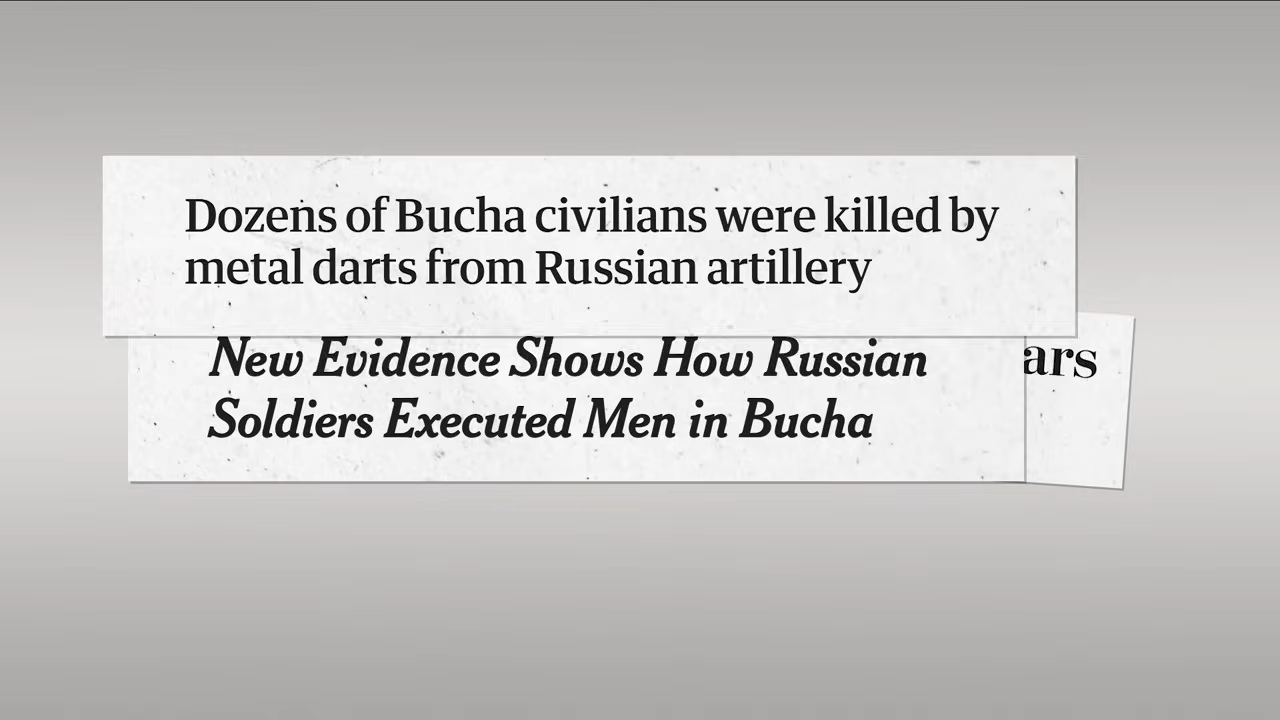 Dozens of Bucha civilians were killed by
metal darts from Russian artillery
New Evidence Shows How Russian
Soldiers Executed Men in Bucha